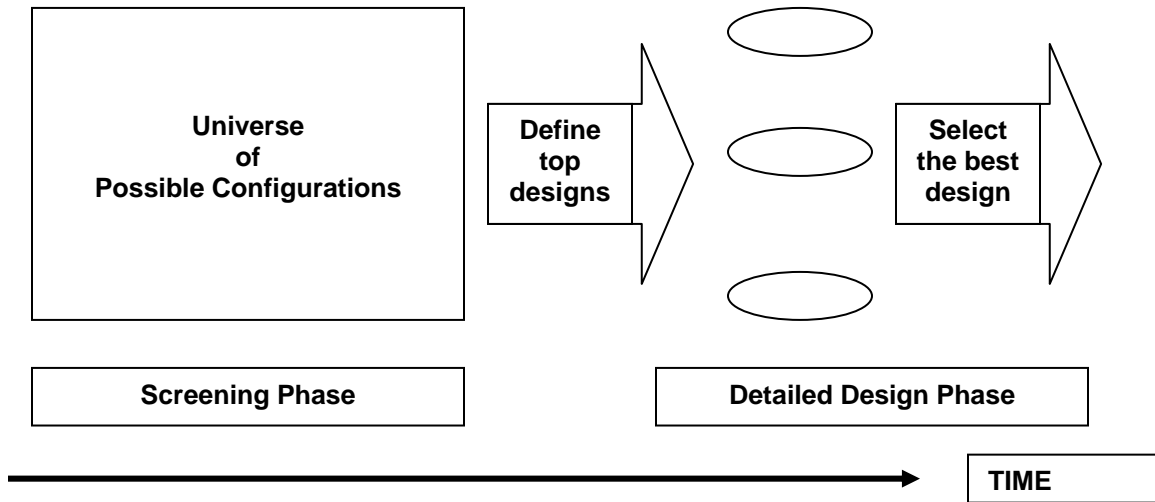 Universe
of
Possible Configurations
Define
top
designs
Select
the best
design
Screening Phase
Detailed Design Phase
TIME